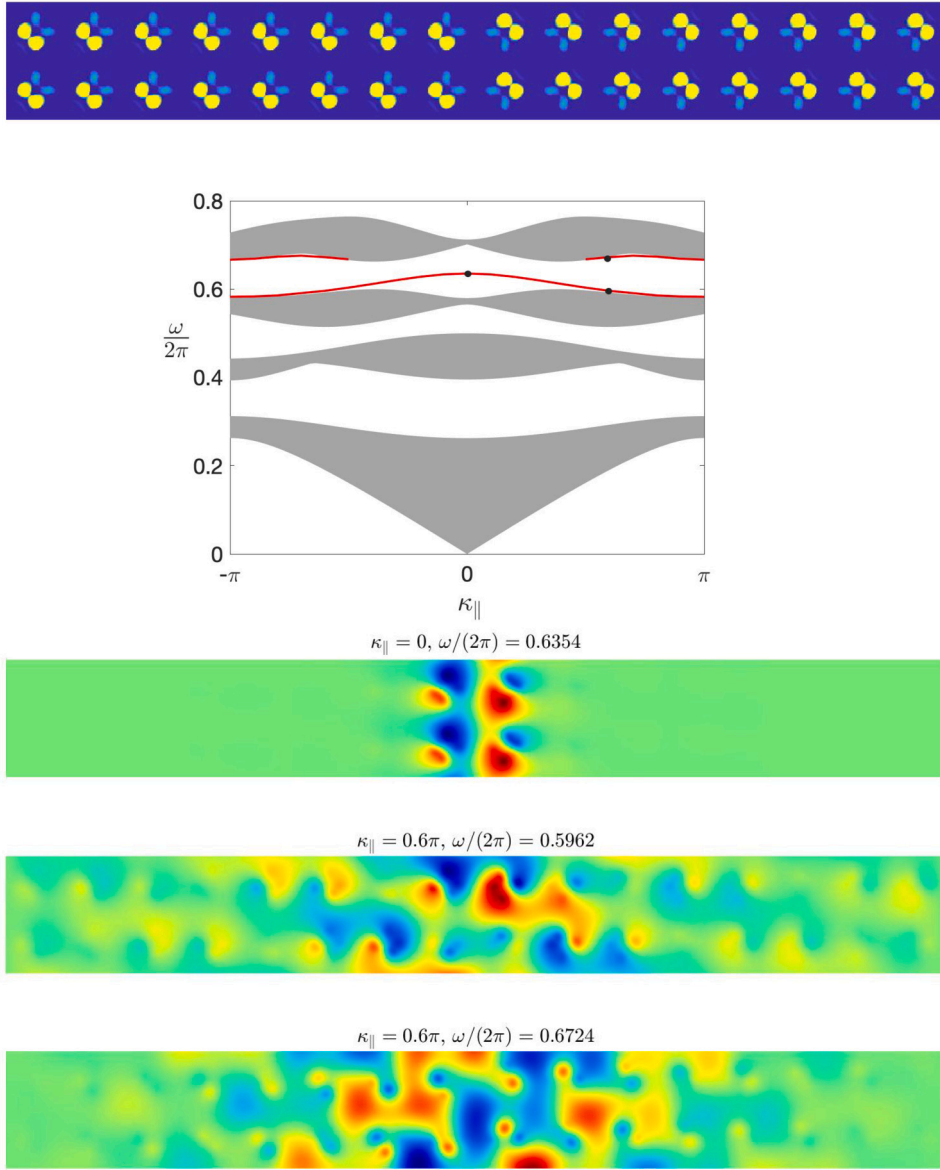 0.8
0.6
ω/2π
0.4
0.2
0
-π 0 π
κ∥
κ∥ = 0, ω/(2π) = 0.6354
κ∥ = 0.6π, ω/(2π) = 0.5962
κ∥ = 0.6π, ω/(2π) = 0.6724